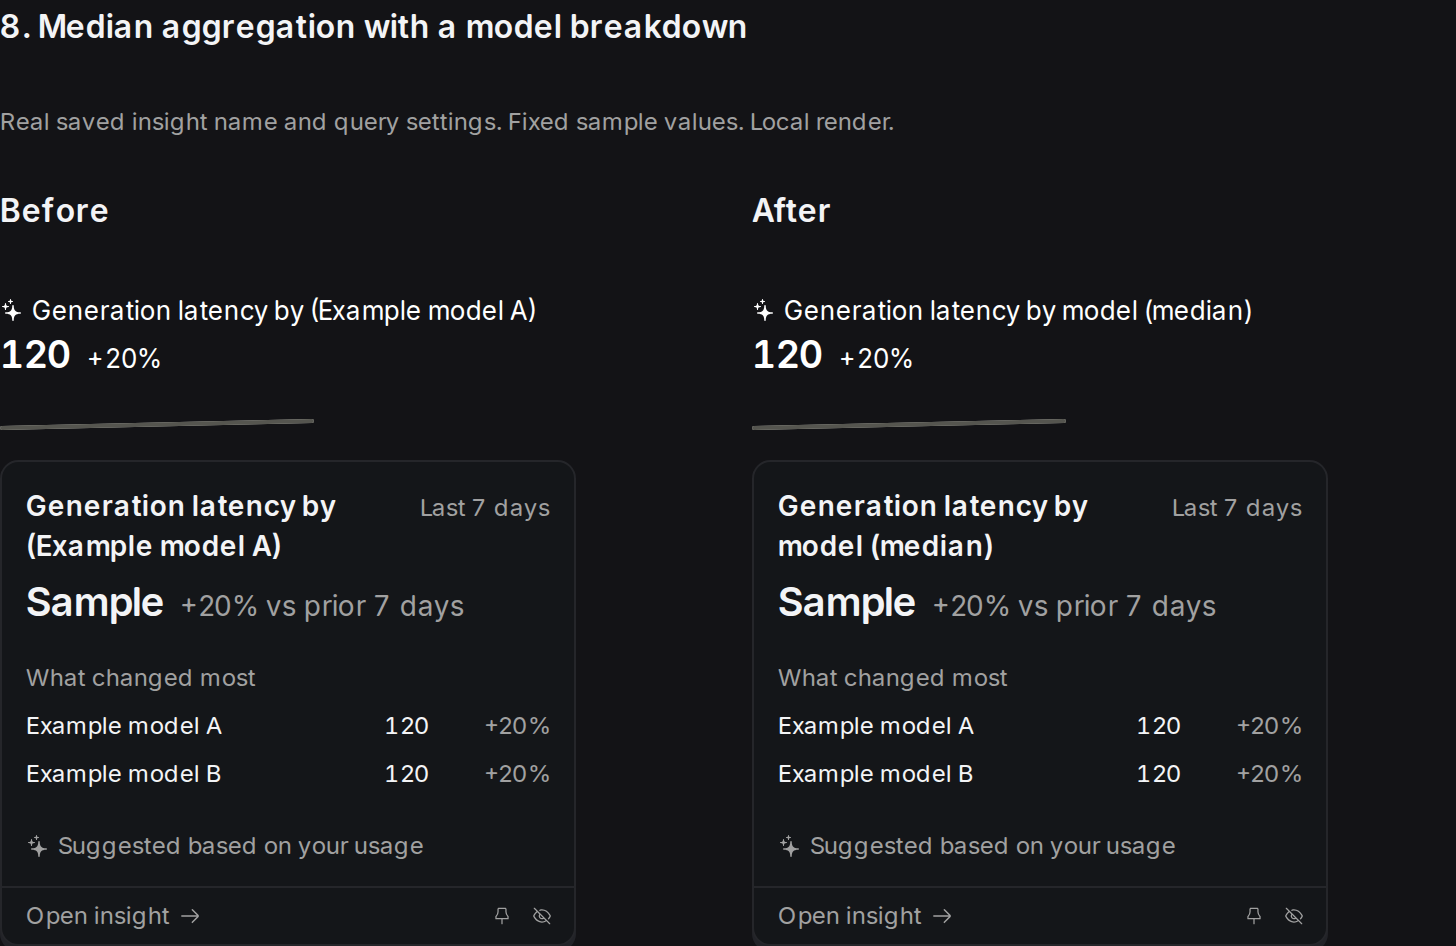 8. Median aggregation with a model breakdown
Real saved insight name and query settings. Fixed sample values. Local render.
Before
Generation latency by (Example model A)
120 +20%
Generation latency by
(Example model A)
Last 7 days
Sample +20% vs prior 7 days
What changed most
Example model A 120 +20%
Example model B 120 +20%
Suggested based on your usage
Open insight →
After
Generation latency by model (median)
120 +20%
Generation latency by
model (median)
Last 7 days
Sample +20% vs prior 7 days
What changed most
Example model A 120 +20%
Example model B 120 +20%
Suggested based on your usage
Open insight →